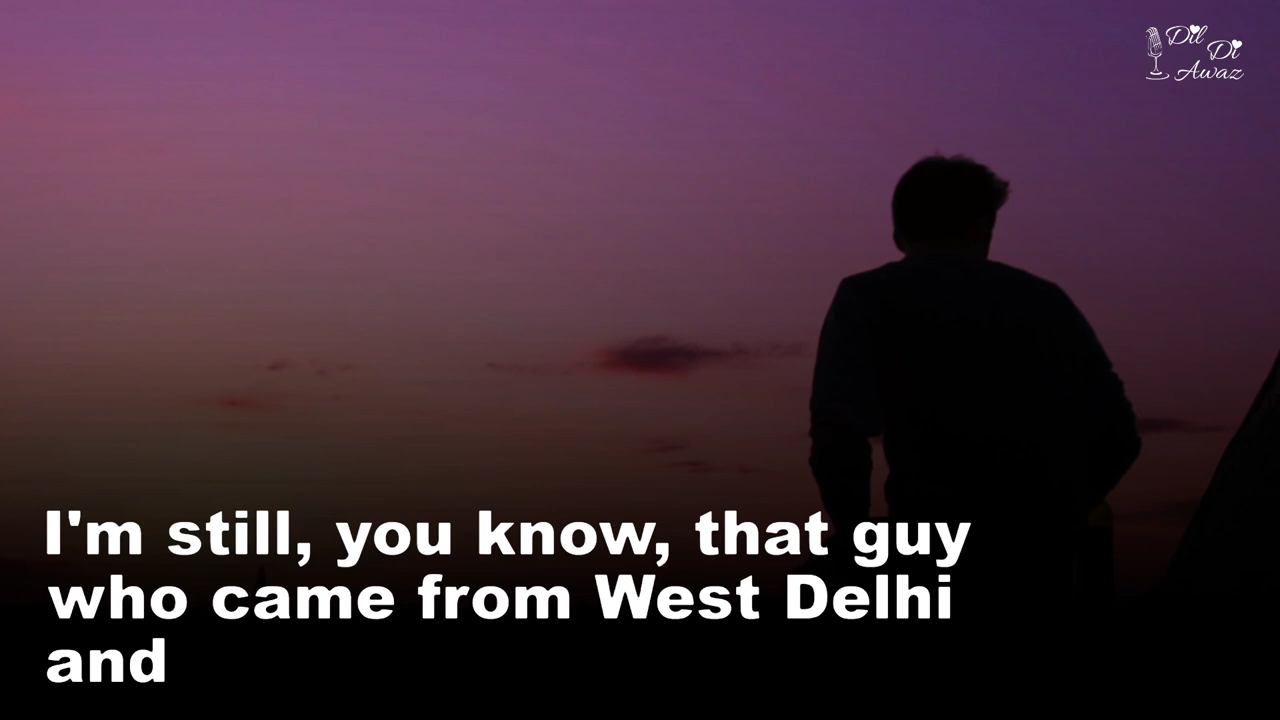 Dil
Di
Awaz
I'm still, you know, that guy
who came from West Delhi
and